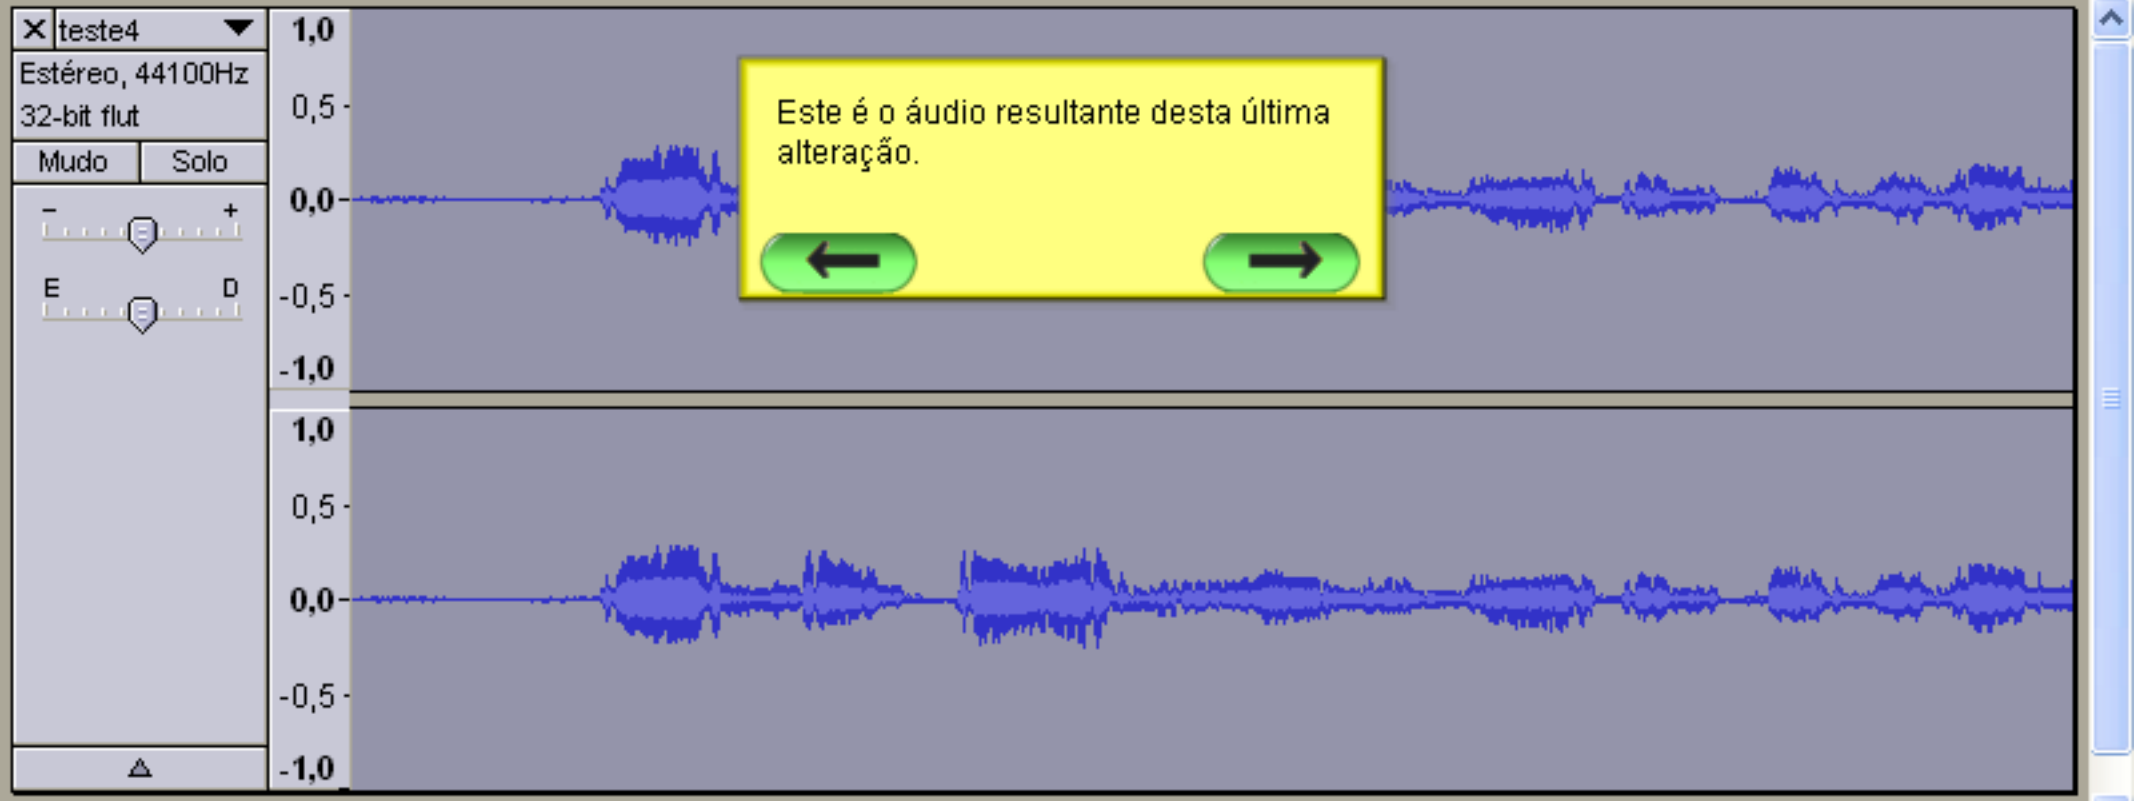 teste4
Estéreo, 44100Hz
32-bit flut
Mudo Solo
- +
E D
1,0
0,5
0,0
-0,5
-1,0
Este é o áudio resultante desta última
alteração.
1,0
0,5
0,0
-0,5
-1,0